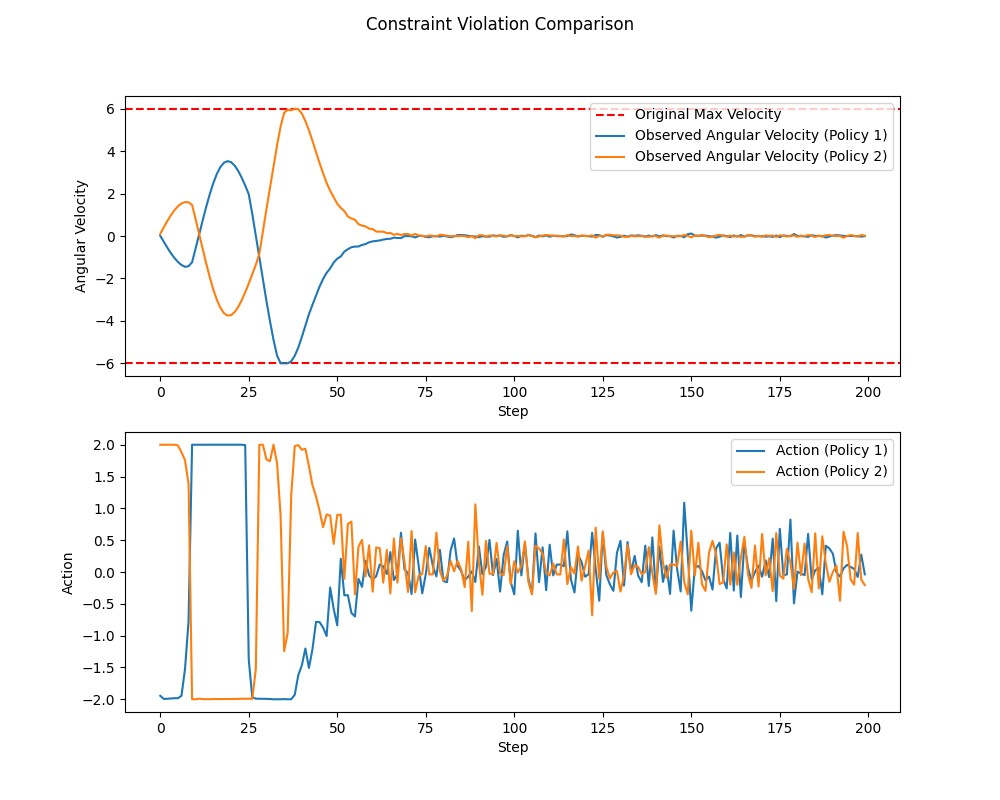 Constraint Violation Comparison
6
4
2
0
−2
−4
−6
Angular Velocity
Original Max Velocity
Observed Angular Velocity (Policy 1)
Observed Angular Velocity (Policy 2)
0 25 50 75 100 125 150 175 200
Step
2.0
1.5
1.0
0.5
0.0
−0.5
−1.0
−1.5
−2.0
Action
Action (Policy 1)
Action (Policy 2)
0 25 50 75 100 125 150 175 200
Step